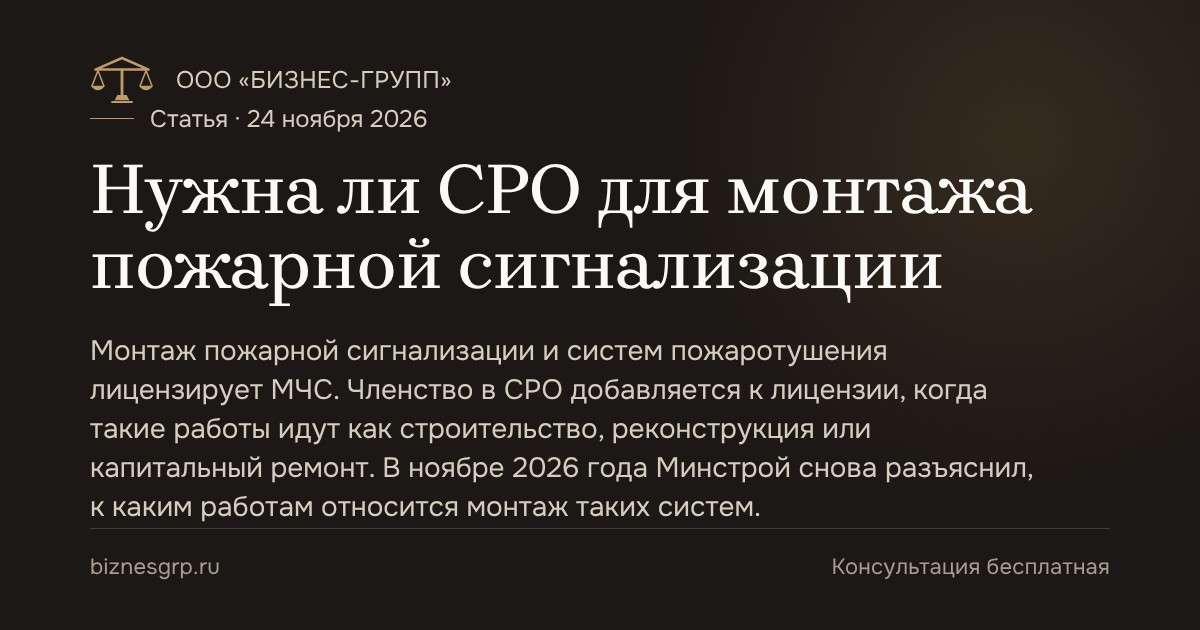 ООО «БИЗНЕС-ГРУПП»
Статья · 24 ноября 2026
Нужна ли СРО для монтажа
пожарной сигнализации
Монтаж пожарной сигнализации и систем пожаротушения
лицензирует МЧС. Членство в СРО добавляется к лицензии, когда
такие работы идут как строительство, реконструкция или
капитальный ремонт. В ноябре 2026 года Минстрой снова разъяснил,
к каким работам относится монтаж таких систем.
biznesgrp.ru
Консультация бесплатная